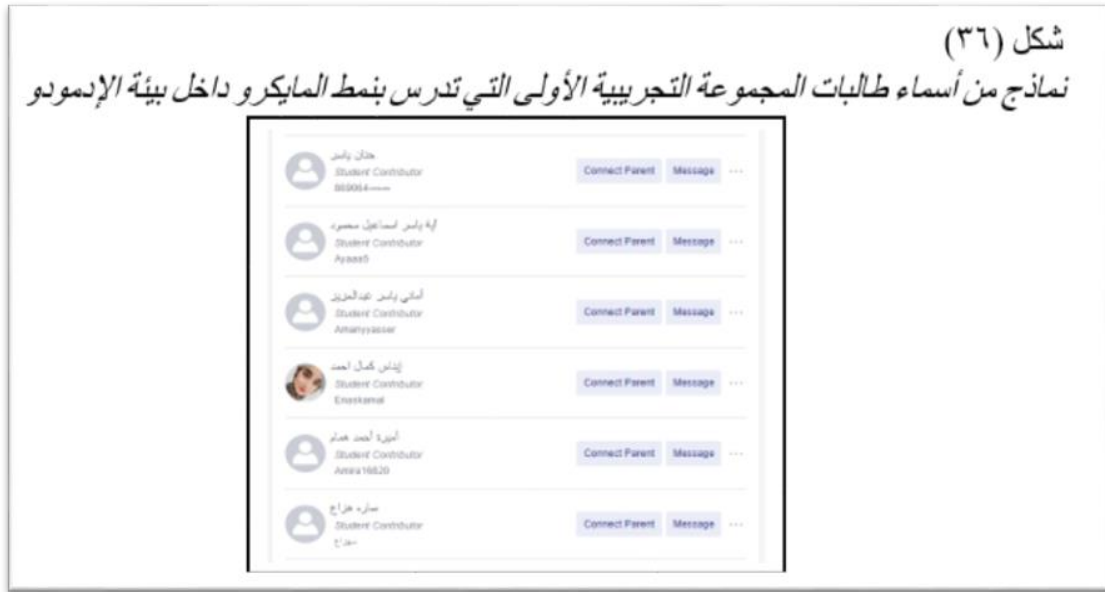 شكل (٣٦)
نماذج من أسماء طالبات المجموعة التجريبية الأولى التي تدرس بنمط المايكرو داخل بيئة الإدمودو
حنان ياسر
Student Contributor
Connect Parent Message ...
آية ياسر اسماعيل محمود
Student Contributor
Ayaaa5
Connect Parent Message ...
أماني ياسر عبدالعزيز
Student Contributor
Amanyyasser
Connect Parent Message ...
إيناس كمال احمد
Student Contributor
Enaskamal
Connect Parent Message ...
أميرة أحمد همام
Student Contributor
Amira16820
Connect Parent Message ...
ساره هزاع
Student Contributor
Connect Parent Message ...